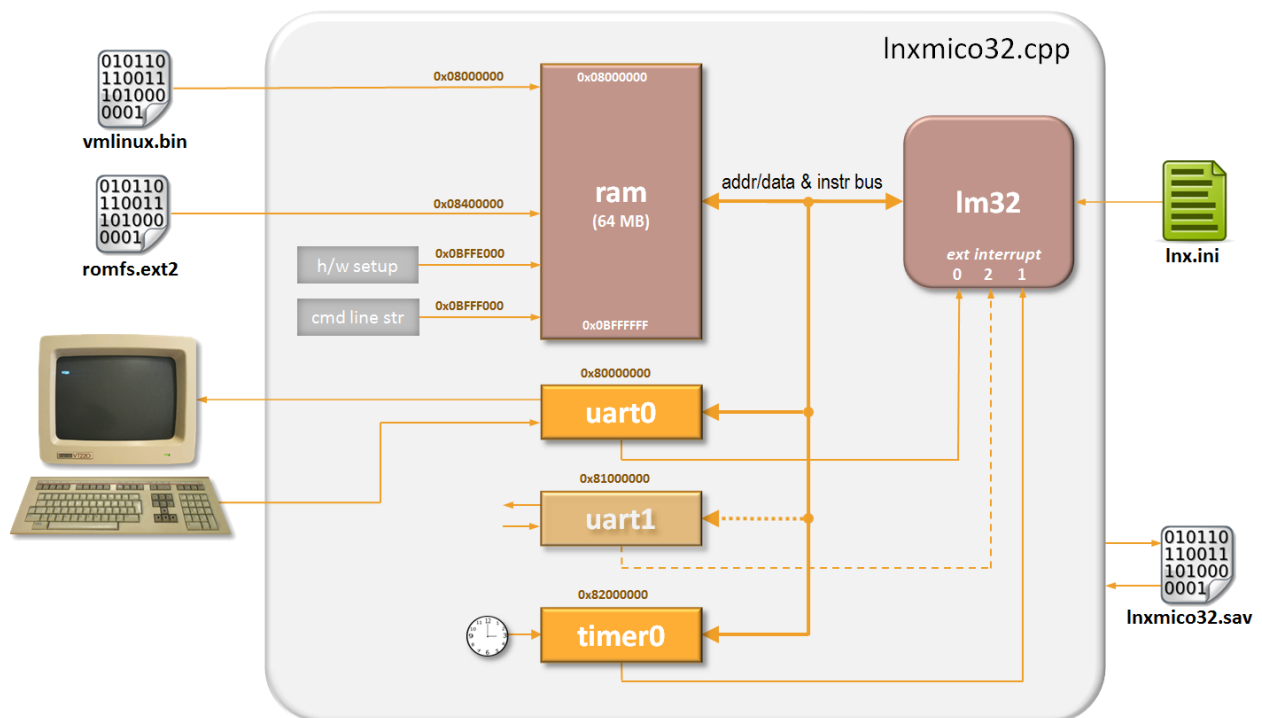 lnxmico32.cpp
010110
110011
101000
0001
vmlinux.bin
0x08000000
0x08000000
ram
(64 MB)
0x0BFFFFFF
010110
110011
101000
0001
romfs.ext2
0x08400000
h/w setup
0x0BFFE000
cmd line str
0x0BFFF000
addr/data & instr bus
lm32
ext interrupt
0 2 1
lnx.ini
0x80000000
uart0
0x81000000
uart1
0x82000000
timer0
010110
110011
101000
0001
lnxmico32.sav